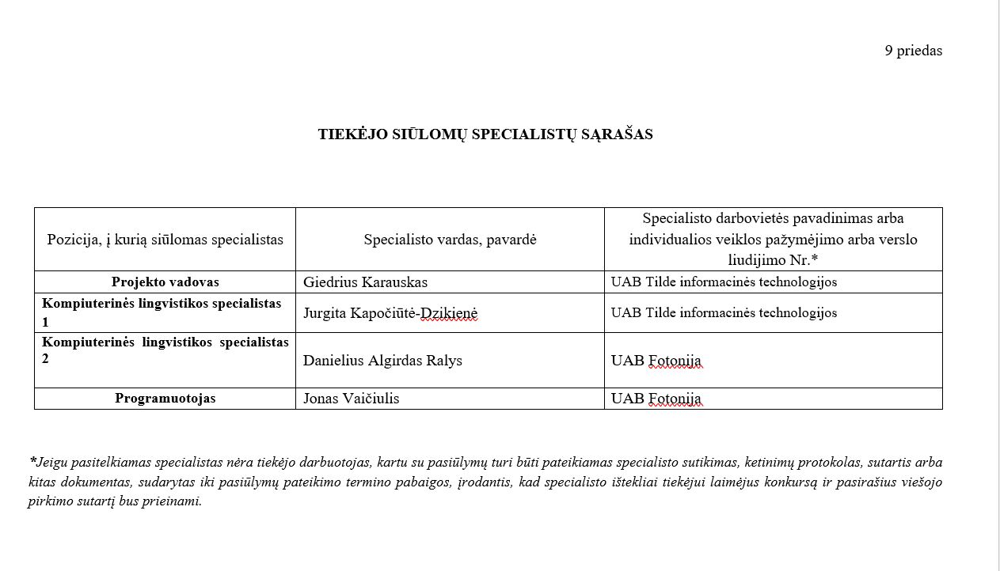 9 priedas
TIEKĖJO SIŪLOMŲ SPECIALISTŲ SĄRAŠAS
Pozicija, į kurią siūlomas specialistas
Specialisto vardas, pavardė
Specialisto darbovietės pavadinimas arba
individualios veiklos pažymėjimo arba verslo
liudijimo Nr.*
Projekto vadovas
Giedrius Karauskas
UAB Tilde informacinės technologijos
Kompiuterinės lingvistikos specialistas
1
Jurgita Kapočiūtė-Dzikienė
UAB Tilde informacinės technologijos
Kompiuterinės lingvistikos specialistas
2
Danielius Algirdas Ralys
UAB Fotonija
Programuotojas
Jonas Vaičiulis
UAB Fotonija
*Jeigu pasitelkiamas specialistas nėra tiekėjo darbuotojas, kartu su pasiūlymų turi būti pateikiamas specialisto sutikimas, ketinimų protokolas, sutartis arba
kitas dokumentas, sudarytas iki pasiūlymų pateikimo termino pabaigos, įrodantis, kad specialisto ištekliai tiekėjui laimėjus konkursą ir pasirašius viešojo
pirkimo sutartį bus prieinami.